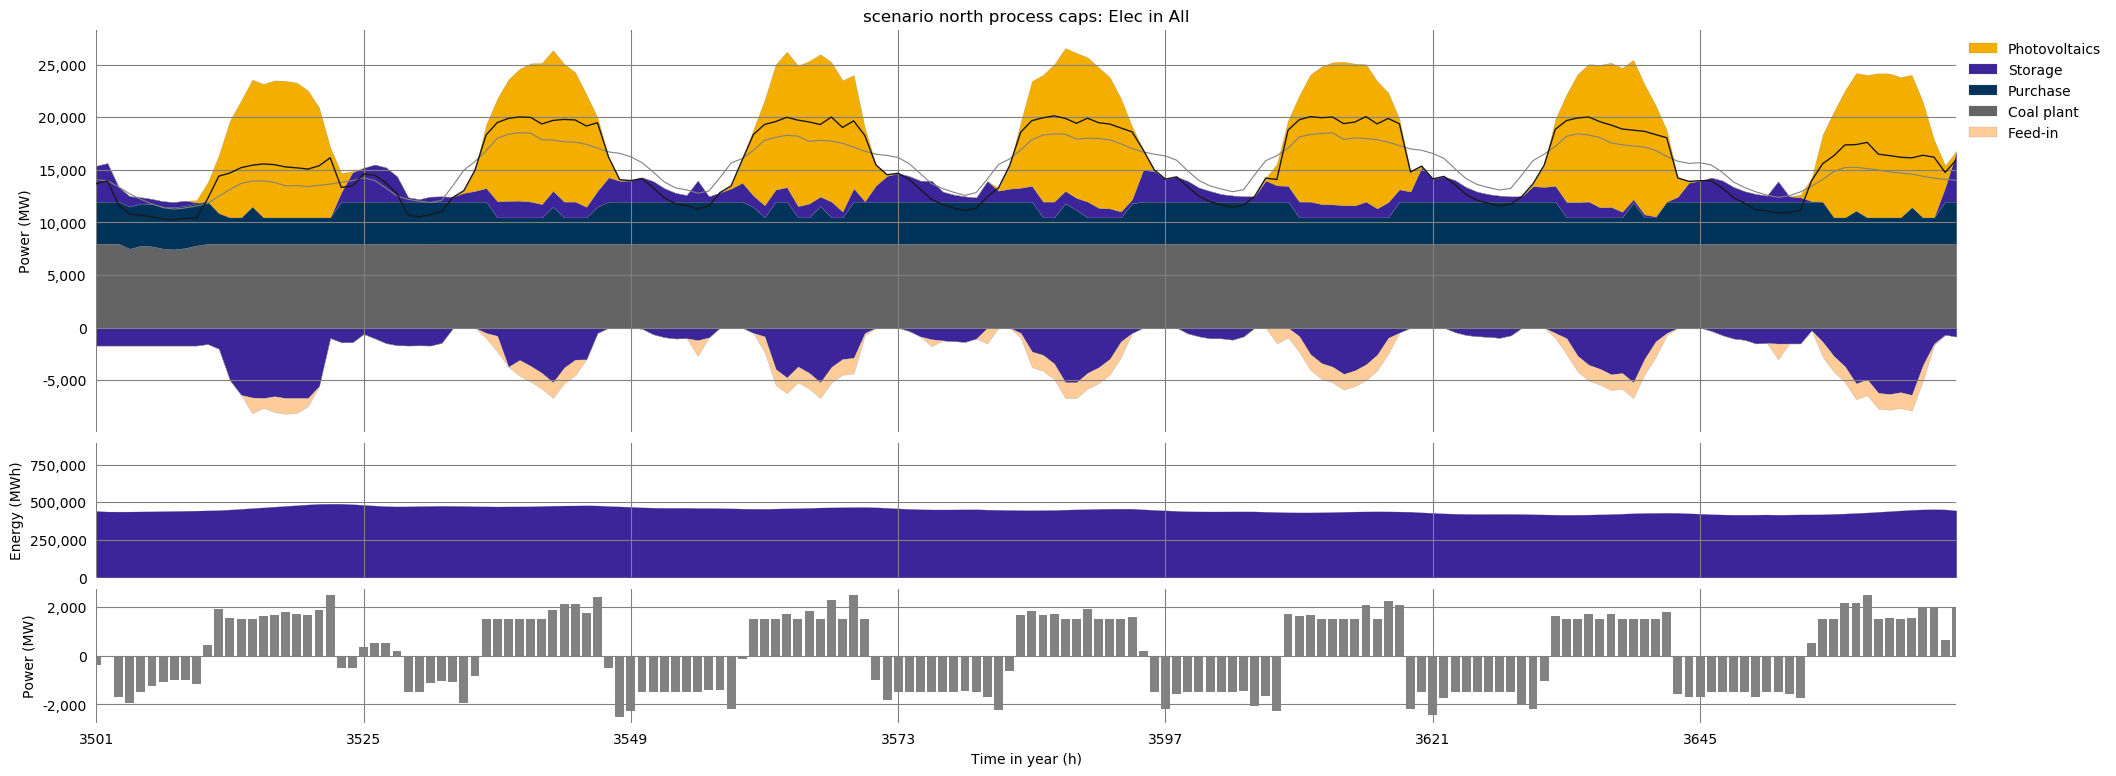 scenario north process caps: Elec in All
Power (MW)
25,000
20,000
15,000
10,000
5,000
0
-5,000
Photovoltaics
Storage
Purchase
Coal plant
Feed-in
Energy (MWh)
750,000
500,000
250,000
0
Power (MW)
2,000
0
-2,000
3501 3525 3549 3573 3597 3621 3645
Time in year (h)